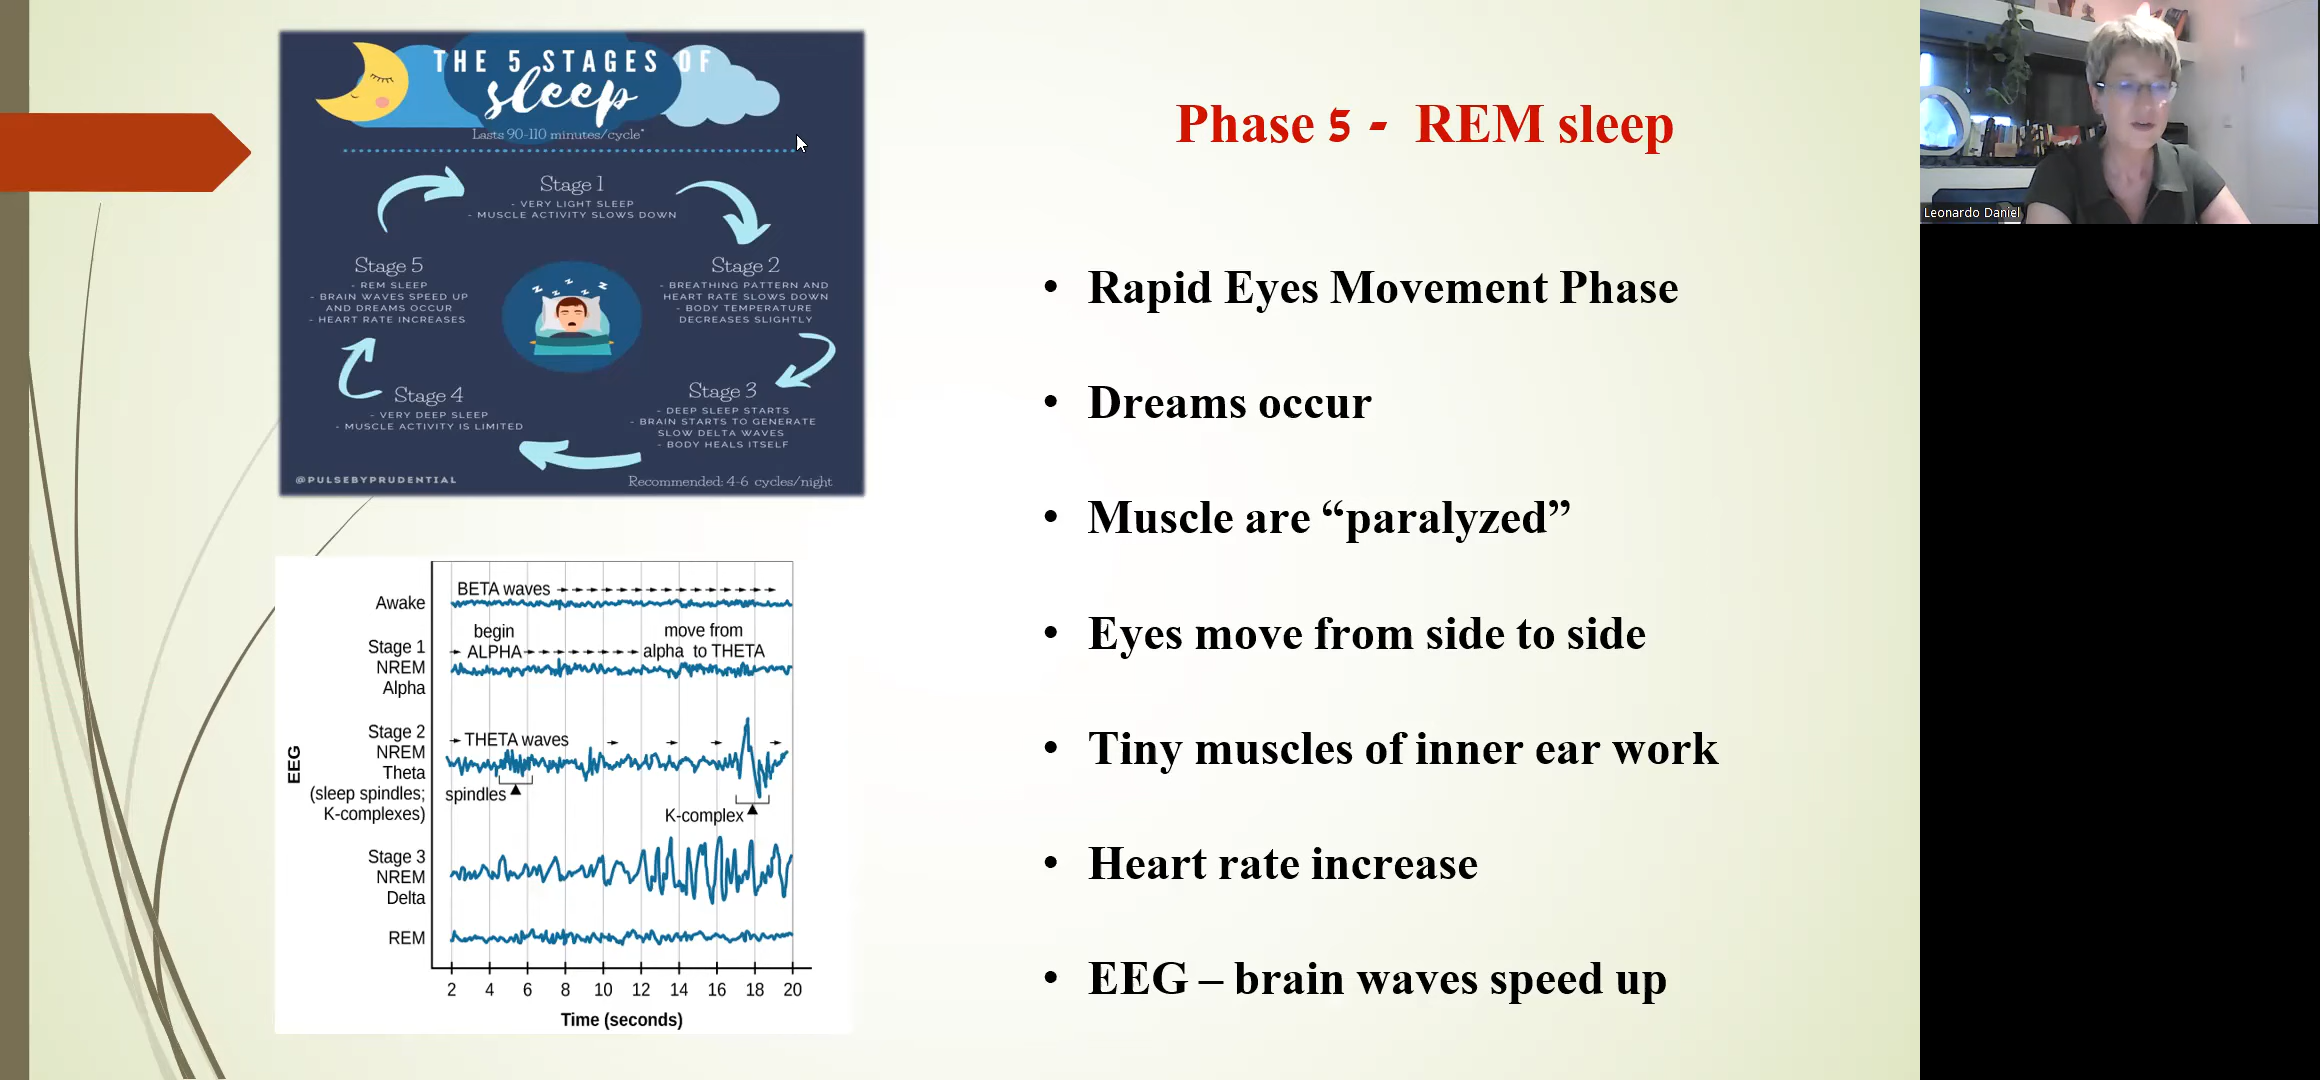 THE 5 STAGES OF
sleep
Lasts 90-110 minutes/cycle*
Stage 1
- VERY LIGHT SLEEP
- MUSCLE ACTIVITY SLOWS DOWN
Stage 2
- BREATHING PATTERN AND
HEART RATE SLOWS DOWN
- BODY TEMPERATURE
DECREASES SLIGHTLY
Stage 3
- DEEP SLEEP STARTS
- BRAIN STARTS TO GENERATE
SLOW DELTA WAVES
- BODY HEALS ITSELF
Stage 4
- VERY DEEP SLEEP
- MUSCLE ACTIVITY IS LIMITED
Stage 5
- REM SLEEP
- BRAIN WAVES SPEED UP
AND DREAMS OCCUR
- HEART RATE INCREASES
z z z z z
@PULSEBYPRUDENTIAL
Recommended: 4-6 cycles/night
EEG
Awake
BETA waves
Stage 1
NREM
Alpha
begin
ALPHA
move from
alpha to THETA
Stage 2
NREM
Theta
(sleep spindles;
K-complexes)
THETA waves
spindles
K-complex
Stage 3
NREM
Delta
REM
2 4 6 8 10 12 14 16 18 20
Time (seconds)
Phase 5 - REM sleep
• Rapid Eyes Movement Phase
• Dreams occur
• Muscle are “paralyzed”
• Eyes move from side to side
• Tiny muscles of inner ear work
• Heart rate increase
• EEG – brain waves speed up
Leonardo Daniel